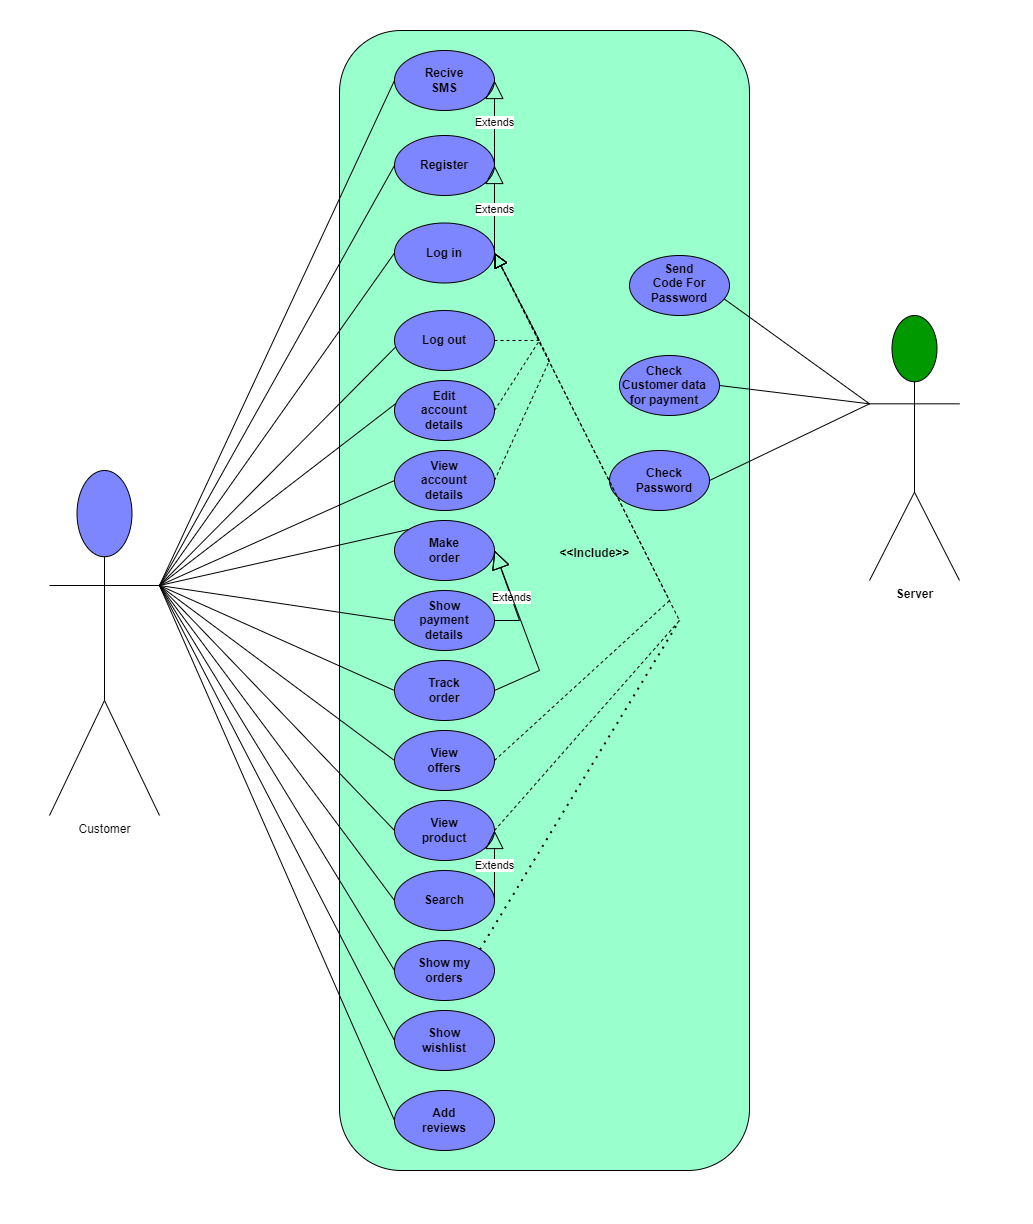 Recive
SMS
Extends
Register
Extends
Log in
Send
Code For
Password
Log out
Check
Customer data
for payment
Edit
account
details
View
account
details
Check
Password
Make
order
<<Include>>
Extends
Show
payment
details
Server
Track
order
View
offers
View
product
Customer
Extends
Search
Show my
orders
Show
wishlist
Add
reviews